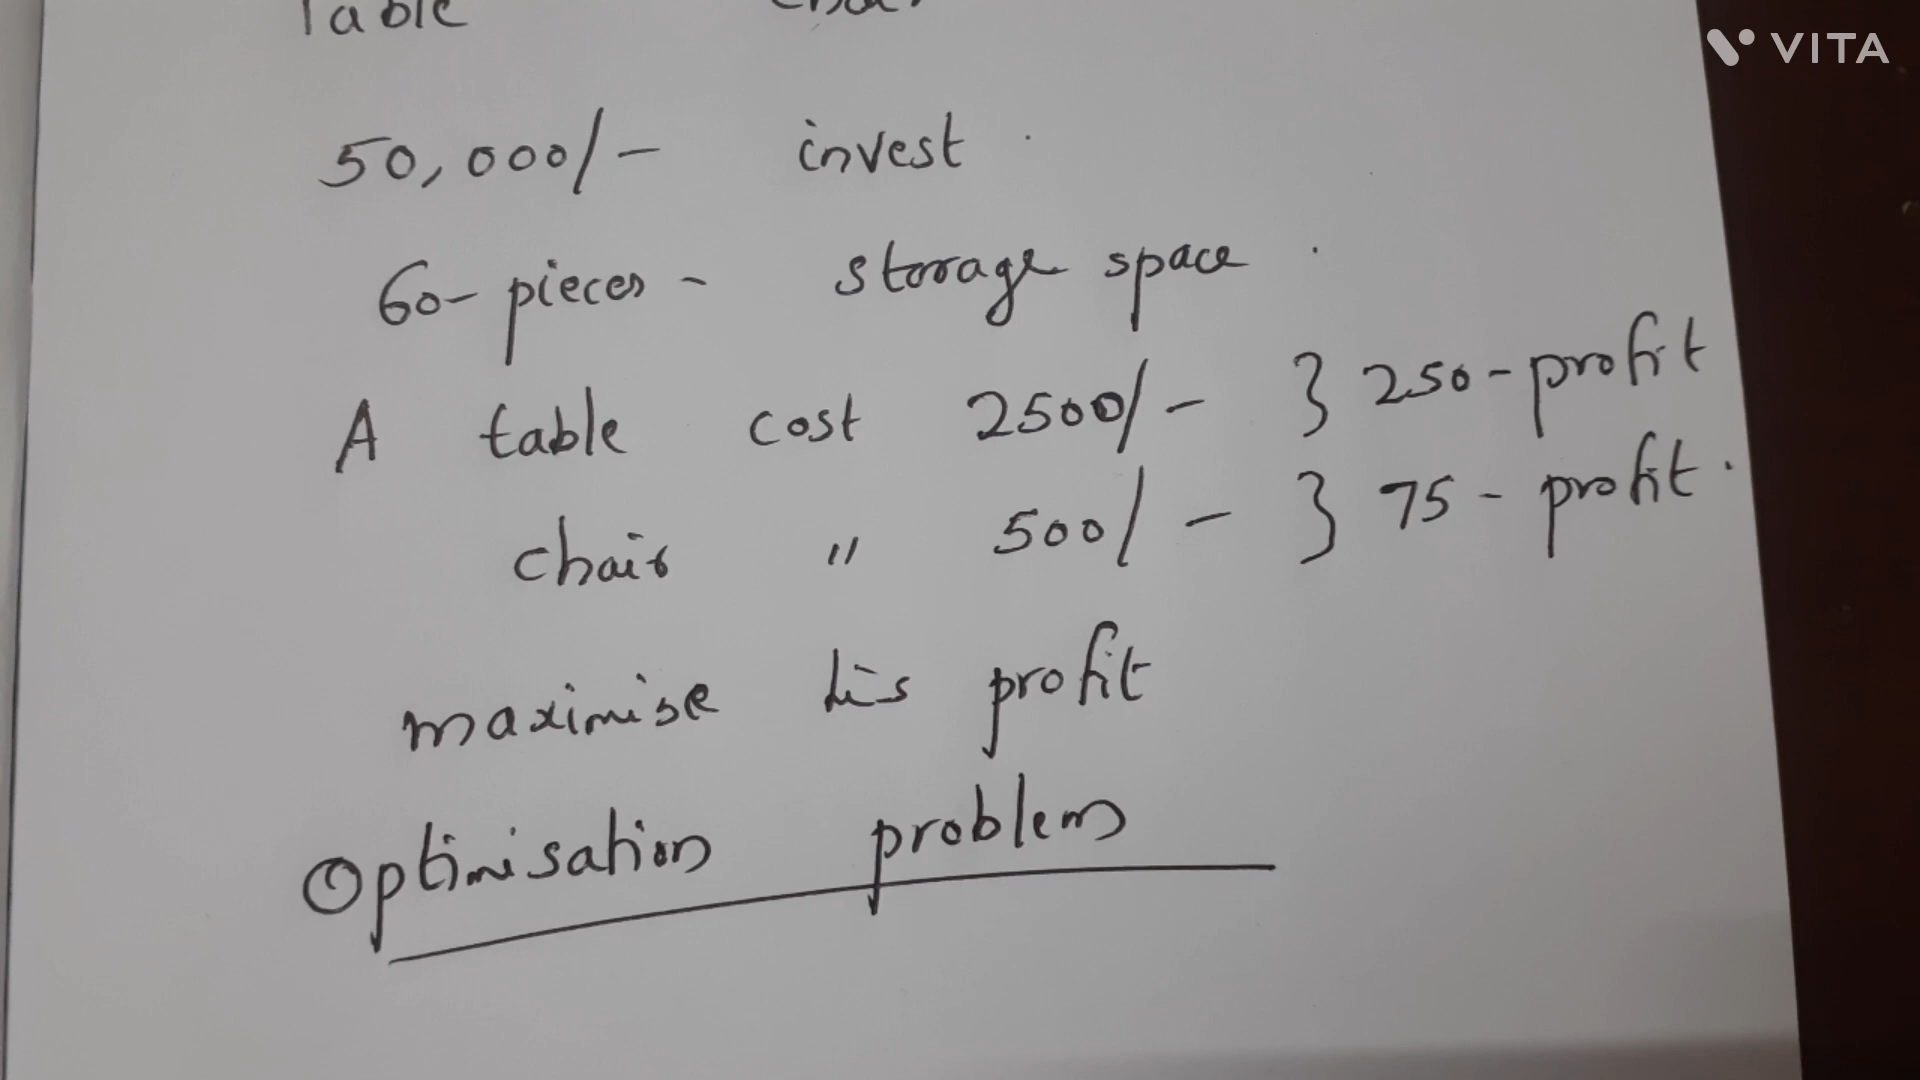 Table
VITA
50,000/- invest.
60- pieces - storage space.
A table cost 2500/- } 250 - profit
chair " 500/- } 75 - profit.
maximise his profit
Optimisation problem